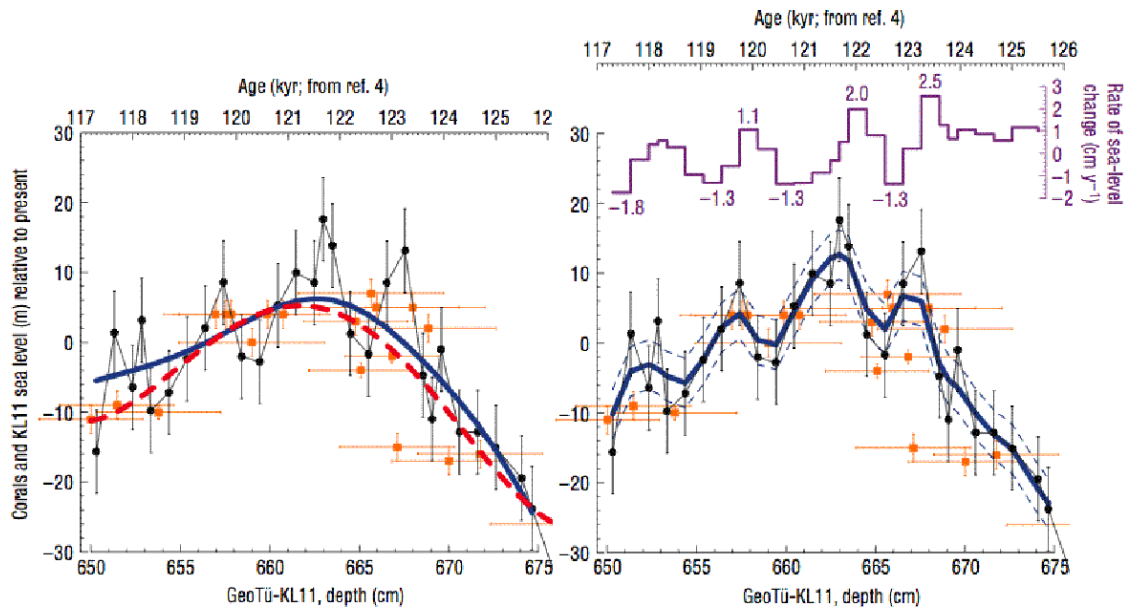 Age (kyr; from ref. 4)
117 118 119 120 121 122 123 124 125 12
Corals and KL11 sea level (m) relative to present
30
20
10
0
−10
−20
−30
650 655 660 665 670 675
GeoTü-KL11, depth (cm)
Age (kyr; from ref. 4)
117 118 119 120 121 122 123 124 125 126
Rate of sea-level
change (cm y⁻¹)
3
2
1
0
−1
−2
2.5
2.0
1.1
−1.3
−1.3
−1.3
−1.8
30
20
10
0
−10
−20
−30
650 655 660 665 670 675
GeoTü-KL11, depth (cm)